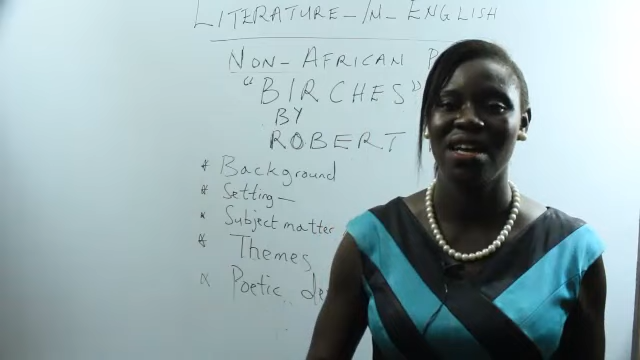 LITERATURE-IN-ENGLISH
NON-AFRICAN
"BIRCHES"
BY
ROBERT
* Background
* Setting-
* Subject matter
* Themes
* Poetic